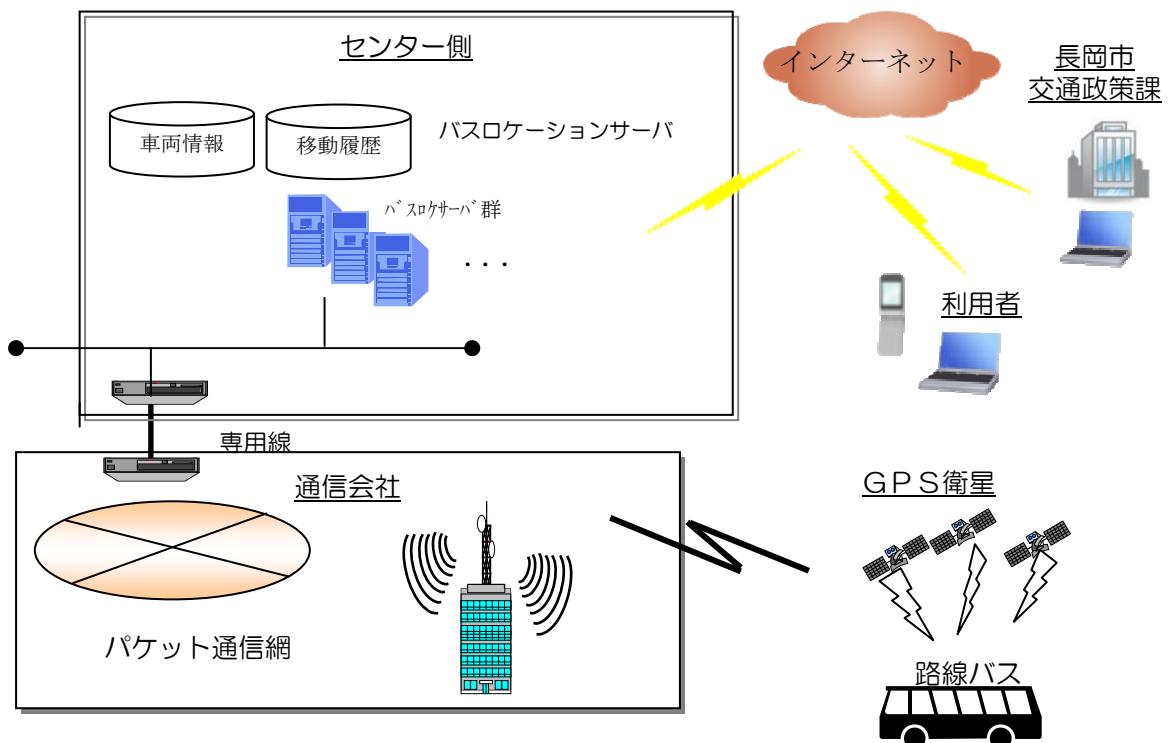 センター側
インターネット
長岡市
交通政策課
車両情報
移動履歴
バスロケーションサーバ
ﾊﾞｽﾛｹｻｰﾊﾞ群
・・・
利用者
専用線
通信会社
ＧＰＳ衛星
パケット通信網
路線バス